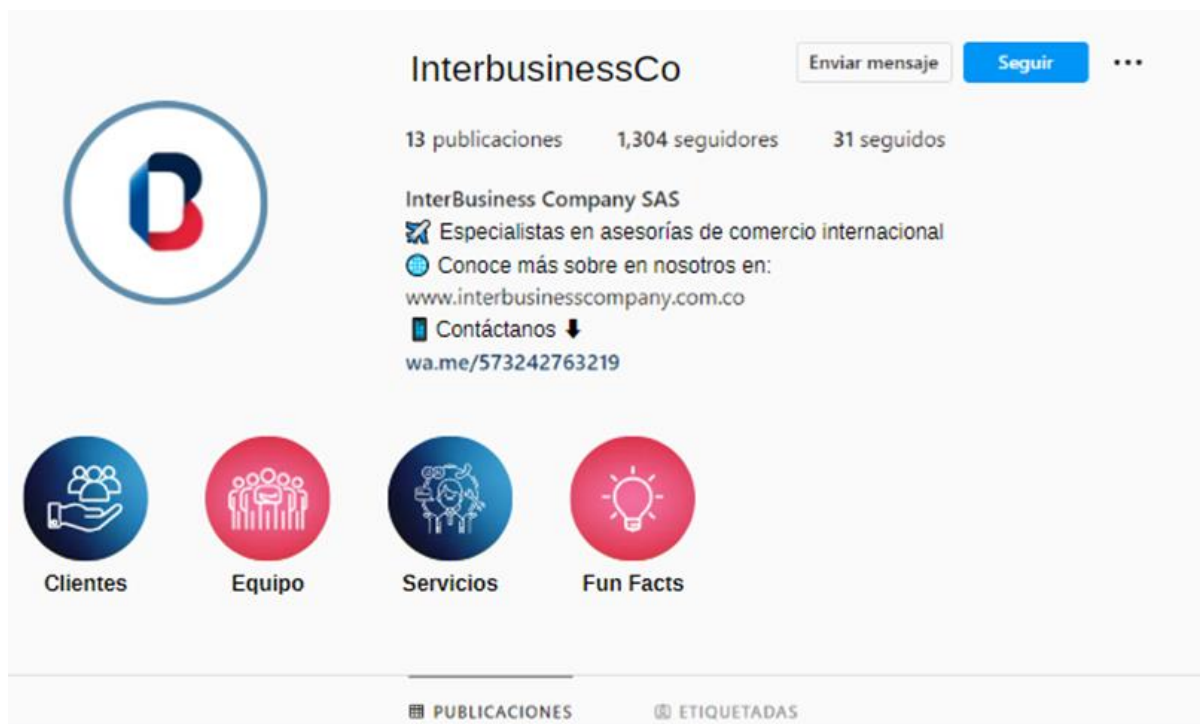 InterbusinessCo Enviar mensaje Seguir
13 publicaciones 1,304 seguidores 31 seguidos
InterBusiness Company SAS
Especialistas en asesorías de comercio internacional
Conoce más sobre en nosotros en:
www.interbusinesscompany.com.co
Contáctanos
wa.me/573242763219
Clientes Equipo Servicios Fun Facts
PUBLICACIONES ETIQUETADAS